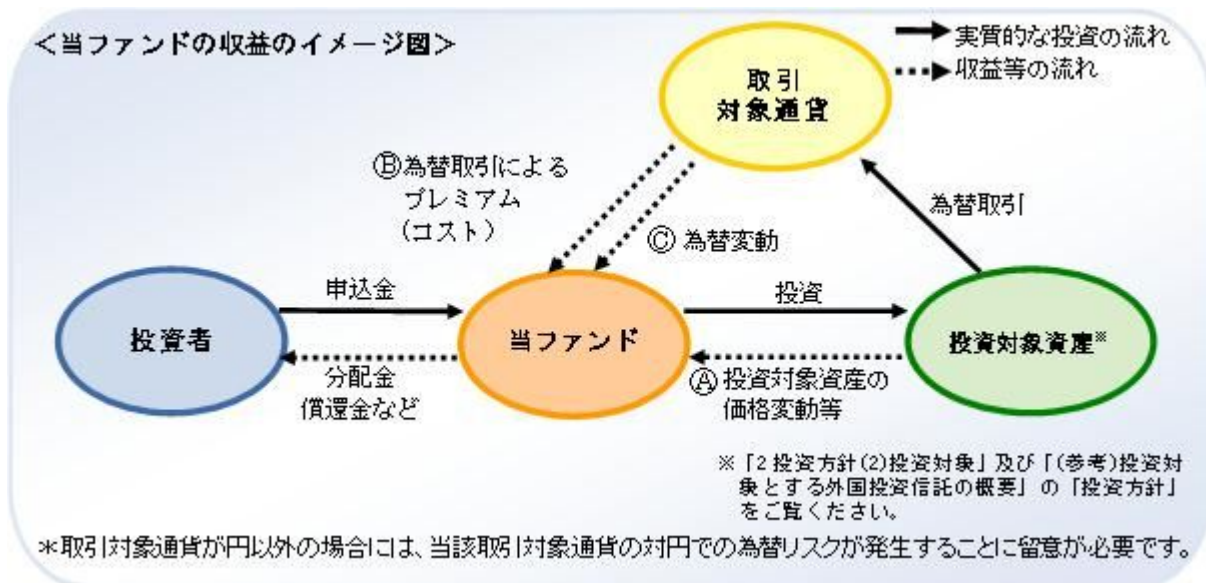 ＜当ファンドの収益のイメージ図＞
実質的な投資の流れ
収益等の流れ
取引
対象通貨
Ⓑ為替取引による
プレミアム
（コスト）
Ⓒ 為替変動
為替取引
投資者
申込金
分配金
償還金など
当ファンド
投資
Ⓐ 投資対象資産の
価格変動等
投資対象資産※
※「2 投資方針(2)投資対象」及び「(参考)投資対
象とする外国投資信託の概要」の「投資方針」
をご覧ください。
＊取引対象通貨が円以外の場合には、当該取引対象通貨の対円での為替リスクが発生することに留意が必要です。